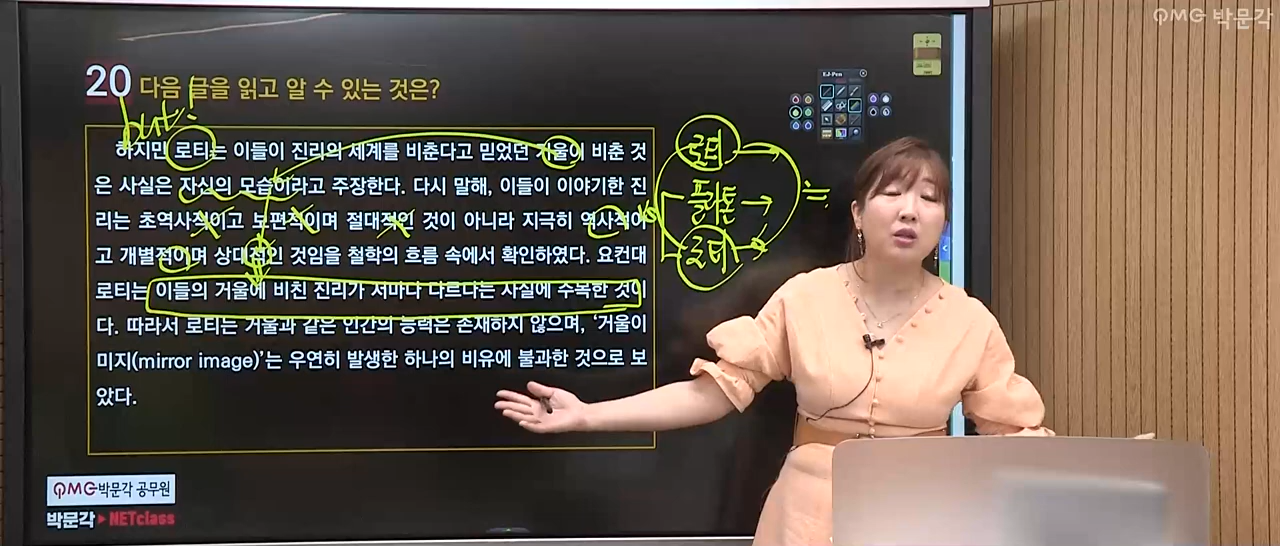 QMG 박문각
EJ-Pen
20 다음 글을 읽고 알 수 있는 것은?
but!
하지만 로티는 이들이 진리의 세계를 비춘다고 믿었던 거울이 비춘 것
은 사실은 자신의 모습이라고 주장한다. 다시 말해, 이들이 이야기한 진
리는 초역사적이고 보편적이며 절대적인 것이 아니라 지극히 역사적이
고 개별적이며 상대적인 것임을 철학의 흐름 속에서 확인하였다. 요컨대
로티는 이들의 거울에 비친 진리가 저마다 다르다는 사실에 주목한 것이
다. 따라서 로티는 거울과 같은 인간의 능력은 존재하지 않으며, ‘거울이
미지(mirror image)’는 우연히 발생한 하나의 비유에 불과한 것으로 보
았다.
로티 →
vs 플라톤 → ≒
로티 →
QMG박문각 공무원
박문각 ▶ NETclass